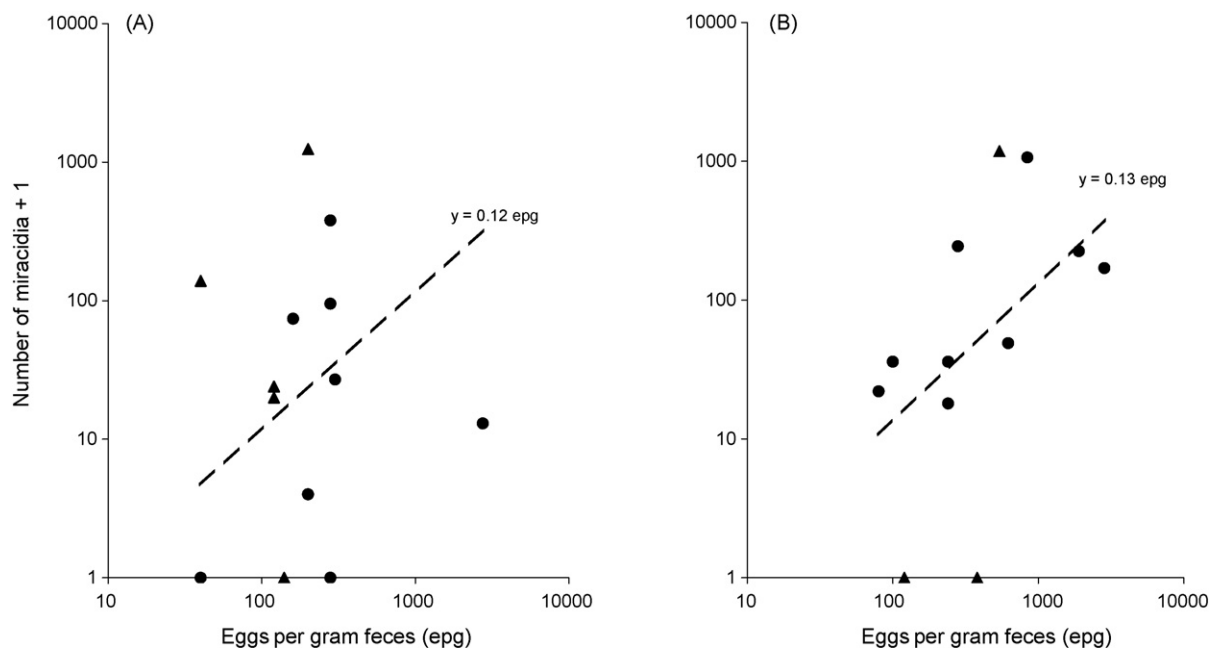 (A)
10000
1000
100
10
1
10
100
1000
10000
Number of miracidia + 1
Eggs per gram feces (epg)
y = 0.12 epg
(B)
10000
1000
100
10
1
10
100
1000
10000
Eggs per gram feces (epg)
y = 0.13 epg